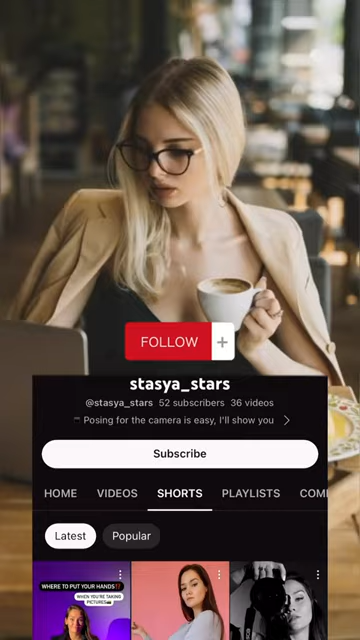 FOLLOW +
stasya_stars
@stasya_stars 52 subscribers 36 videos
Posing for the camera is easy, I'll show you
Subscribe
HOME VIDEOS SHORTS PLAYLISTS COM
Latest Popular
WHERE TO PUT YOUR HANDS⁉️
WHEN YOU'RE TAKING
PICTURES📸